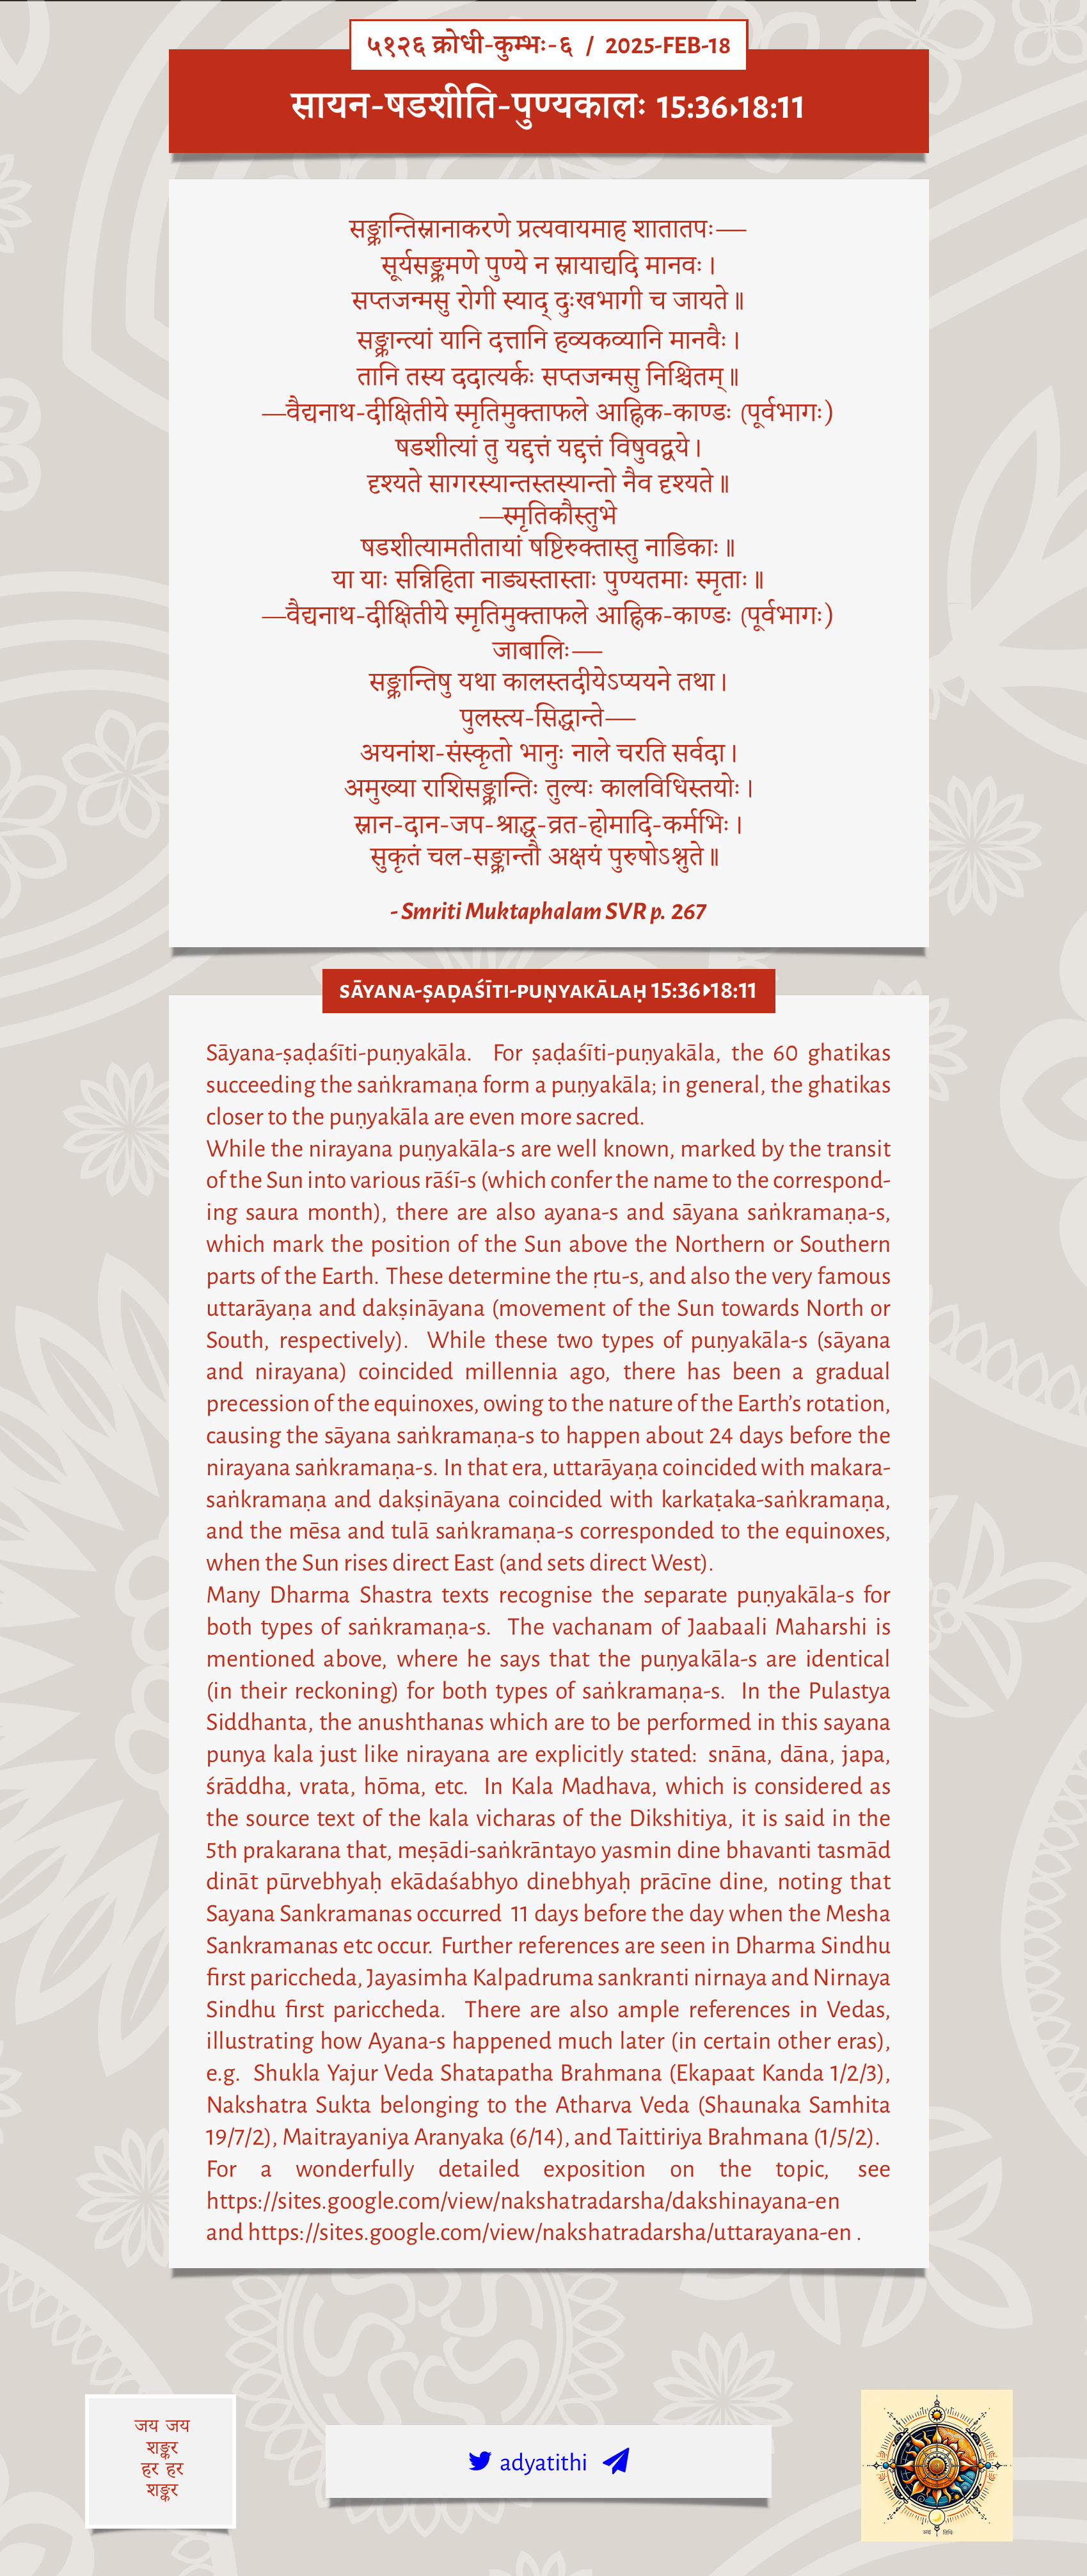 ५१२६ क्रोधी-कुम्भः-६ / 2025-FEB-18
सायन-षडशीति-पुण्यकालः 15:36▸18:11
सङ्क्रान्तिस्नानाकरणे प्रत्यवायमाह शातातपः—
सूर्यसङ्क्रमणे पुण्ये न स्नायाद्यदि मानवः।
सप्तजन्मसु रोगी स्याद् दुःखभागी च जायते॥
सङ्क्रान्त्यां यानि दत्तानि हव्यकव्यानि मानवैः।
तानि तस्य ददात्यर्कः सप्तजन्मसु निश्चितम्॥
—वैद्यनाथ-दीक्षितीये स्मृतिमुक्ताफले आह्निक-काण्डः (पूर्वभागः)
षडशीत्यां तु यद्दत्तं यद्दत्तं विषुवद्वये।
दृश्यते सागरस्यान्तस्तस्यान्तो नैव दृश्यते॥
—स्मृतिकौस्तुभे
षडशीत्यामतीतायां षष्टिरुक्तास्तु नाडिकाः॥
या याः सन्निहिता नाड्यस्तास्ताः पुण्यतमाः स्मृताः॥
—वैद्यनाथ-दीक्षितीये स्मृतिमुक्ताफले आह्निक-काण्डः (पूर्वभागः)
जाबालिः—
सङ्क्रान्तिषु यथा कालस्तदीयेऽप्ययने तथा।
पुलस्त्य-सिद्धान्ते—
अयनांश-संस्कृतो भानुः नाले चरति सर्वदा।
अमुख्या राशिसङ्क्रान्तिः तुल्यः कालविधिस्तयोः।
स्नान-दान-जप-श्राद्ध-व्रत-होमादि-कर्मभिः।
सुकृतं चल-सङ्क्रान्तौ अक्षयं पुरुषोऽश्नुते॥
- Smriti Muktaphalam SVR p. 267
SĀYANA-ṢAḌAŚĪTI-PUṆYAKĀLAḤ 15:36▸18:11
Sāyana-ṣaḍaśīti-puṇyakāla. For ṣaḍaśīti-puṇyakāla, the 60 ghatikas
succeeding the saṅkramaṇa form a puṇyakāla; in general, the ghatikas
closer to the puṇyakāla are even more sacred.
While the nirayana puṇyakāla-s are well known, marked by the transit
of the Sun into various rāśī-s (which confer the name to the correspond-
ing saura month), there are also ayana-s and sāyana saṅkramaṇa-s,
which mark the position of the Sun above the Northern or Southern
parts of the Earth. These determine the ṛtu-s, and also the very famous
uttarāyaṇa and dakṣiṇāyana (movement of the Sun towards North or
South, respectively). While these two types of puṇyakāla-s (sāyana
and nirayana) coincided millennia ago, there has been a gradual
precession of the equinoxes, owing to the nature of the Earth’s rotation,
causing the sāyana saṅkramaṇa-s to happen about 24 days before the
nirayana saṅkramaṇa-s. In that era, uttarāyaṇa coincided with makara-
saṅkramaṇa and dakṣiṇāyana coincided with karkaṭaka-saṅkramaṇa,
and the mēsa and tulā saṅkramaṇa-s corresponded to the equinoxes,
when the Sun rises direct East (and sets direct West).
Many Dharma Shastra texts recognise the separate puṇyakāla-s for
both types of saṅkramaṇa-s. The vachanam of Jaabaali Maharshi is
mentioned above, where he says that the puṇyakāla-s are identical
(in their reckoning) for both types of saṅkramaṇa-s. In the Pulastya
Siddhanta, the anushthanas which are to be performed in this sayana
punya kala just like nirayana are explicitly stated: snāna, dāna, japa,
śrāddha, vrata, hōma, etc. In Kala Madhava, which is considered as
the source text of the kala vicharas of the Dikshitiya, it is said in the
5th prakarana that, meṣādi-saṅkrāntayo yasmin dine bhavanti tasmād
dināt pūrvebhyaḥ ekādaśabhyo dinebhyaḥ prācīne dine, noting that
Sayana Sankramanas occurred 11 days before the day when the Mesha
Sankramanas etc occur. Further references are seen in Dharma Sindhu
first pariccheda, Jayasimha Kalpadruma sankranti nirnaya and Nirnaya
Sindhu first pariccheda. There are also ample references in Vedas,
illustrating how Ayana-s happened much later (in certain other eras),
e.g. Shukla Yajur Veda Shatapatha Brahmana (Ekapaat Kanda 1/2/3),
Nakshatra Sukta belonging to the Atharva Veda (Shaunaka Samhita
19/7/2), Maitrayaniya Aranyaka (6/14), and Taittiriya Brahmana (1/5/2).
For a wonderfully detailed exposition on the topic, see
https://sites.google.com/view/nakshatradarsha/dakshinayana-en
and https://sites.google.com/view/nakshatradarsha/uttarayana-en .
जय जय
शङ्कर
हर हर
शङ्कर
adyatithi